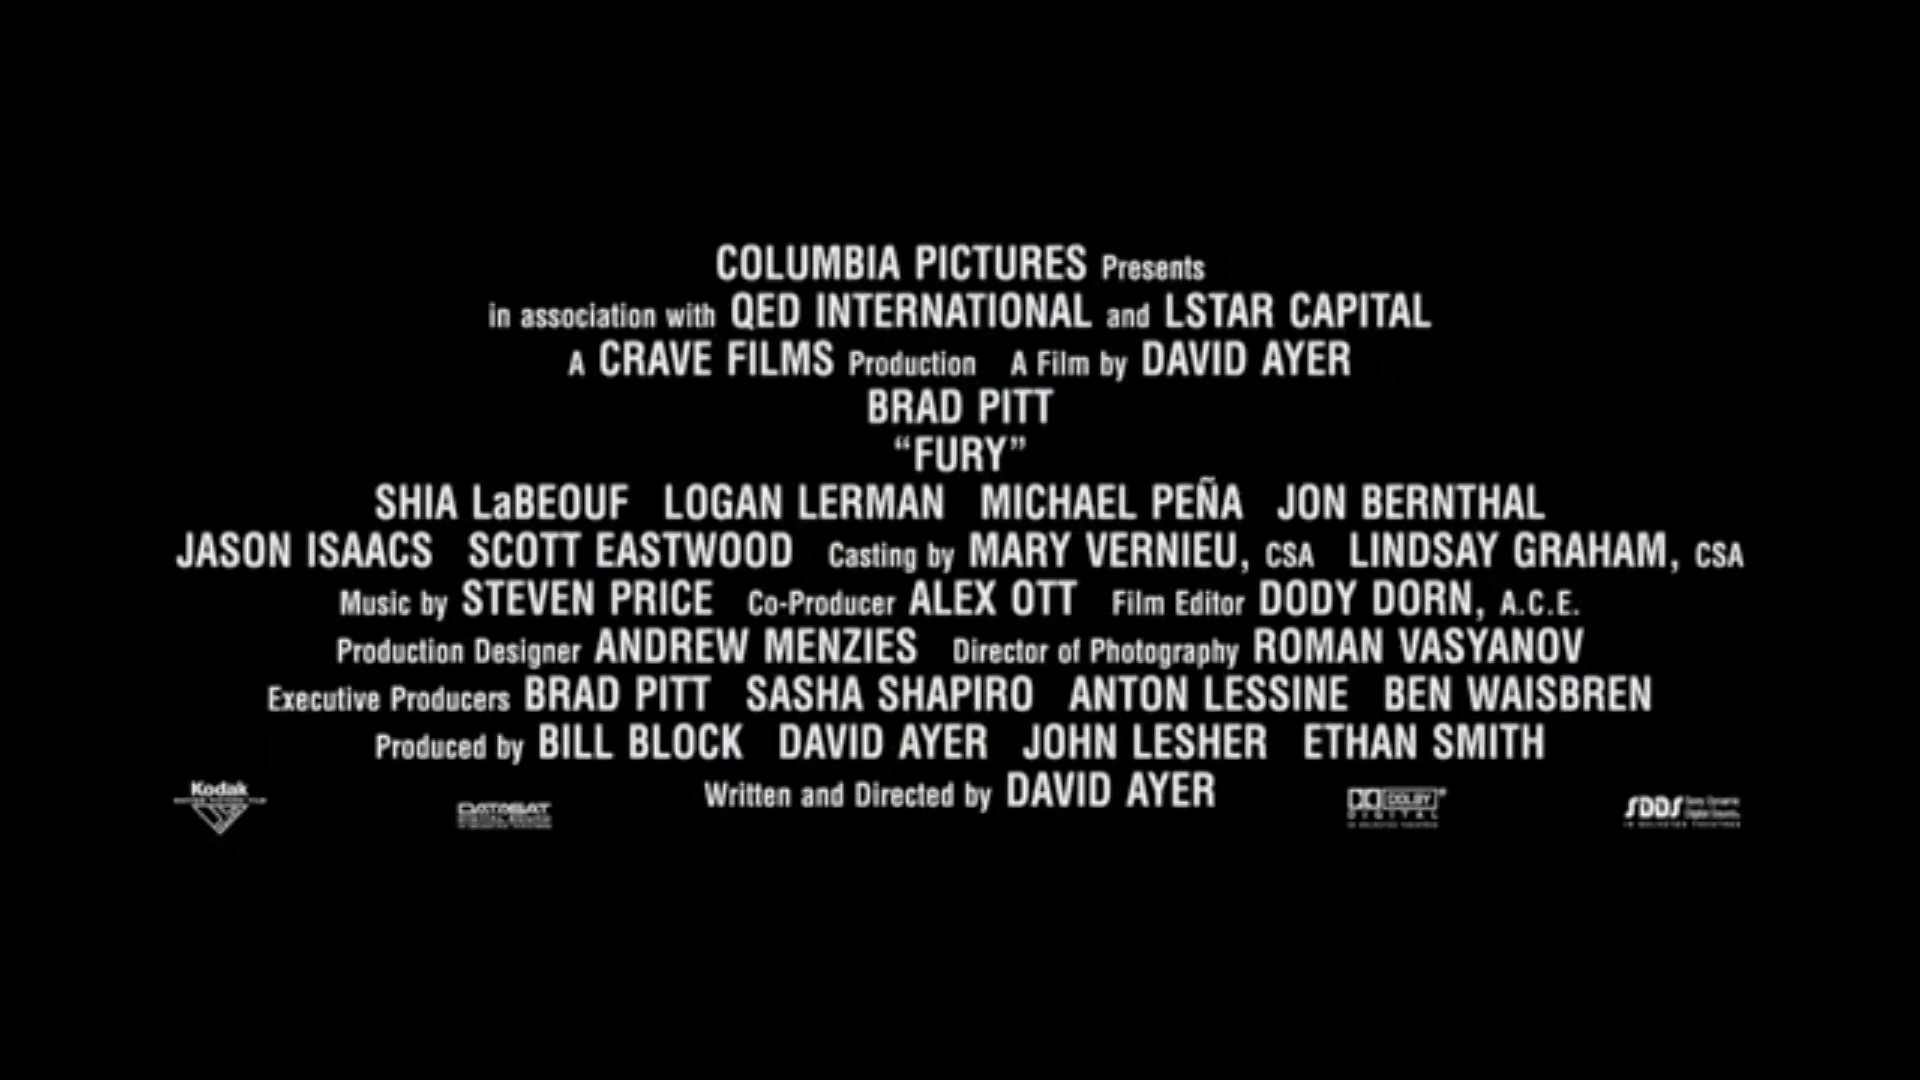 COLUMBIA PICTURES Presents
in association with QED INTERNATIONAL and LSTAR CAPITAL
A CRAVE FILMS Production A Film by DAVID AYER
BRAD PITT
“FURY”
SHIA LaBEOUF LOGAN LERMAN MICHAEL PEÑA JON BERNTHAL
JASON ISAACS SCOTT EASTWOOD Casting by MARY VERNIEU, CSA LINDSAY GRAHAM, CSA
Music by STEVEN PRICE Co-Producer ALEX OTT Film Editor DODY DORN, A.C.E.
Production Designer ANDREW MENZIES Director of Photography ROMAN VASYANOV
Executive Producers BRAD PITT SASHA SHAPIRO ANTON LESSINE BEN WAISBREN
Produced by BILL BLOCK DAVID AYER JOHN LESHER ETHAN SMITH
Written and Directed by DAVID AYER
Kodak
DATASAT
DOLBY
DIGITAL
SDDS